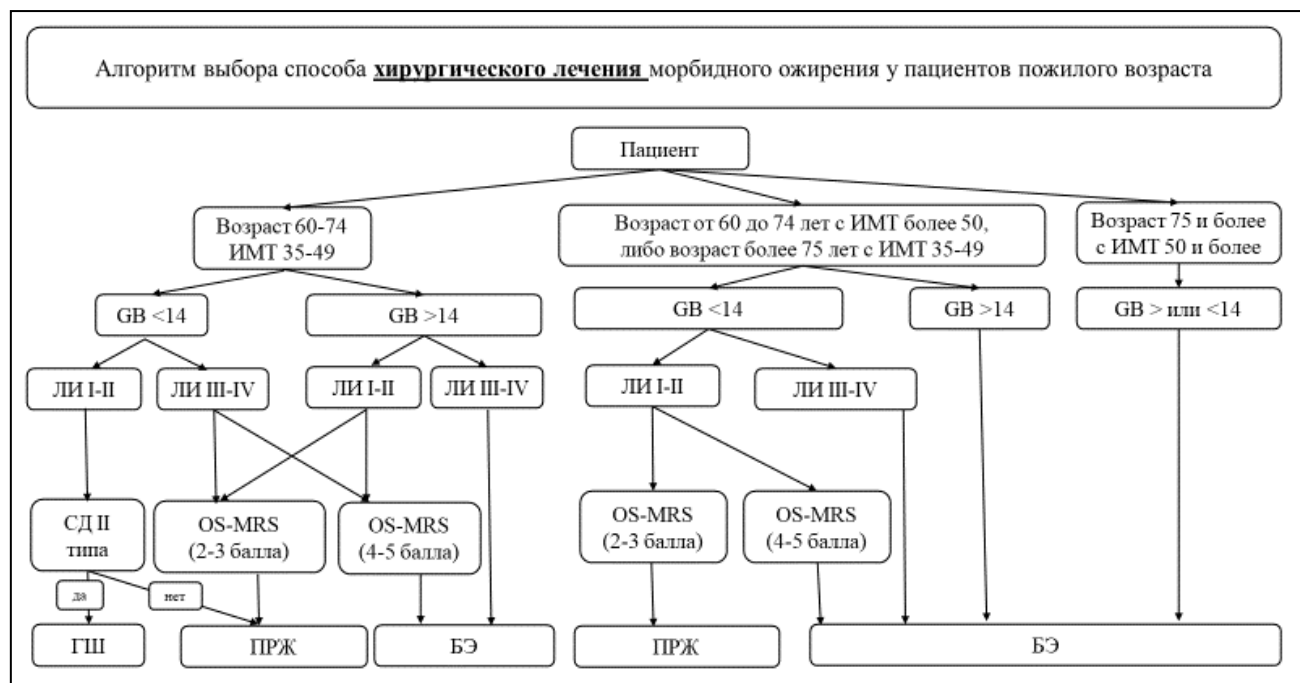 Алгоритм выбора способа хирургического лечения морбидного ожирения у пациентов пожилого возраста
Пациент
Возраст 60-74
ИМТ 35-49
Возраст от 60 до 74 лет с ИМТ более 50,
либо возраст более 75 лет с ИМТ 35-49
Возраст 75 и более
с ИМТ 50 и более
GB <14
GB >14
GB <14
GB >14
GB > или <14
ЛИ I-II
ЛИ III-IV
ЛИ I-II
ЛИ III-IV
ЛИ I-II
ЛИ III-IV
СД II
типа
OS-MRS
(2-3 балла)
OS-MRS
(4-5 балла)
OS-MRS
(2-3 балла)
OS-MRS
(4-5 балла)
да
нет
ГШ
ПРЖ
БЭ
ПРЖ
БЭ